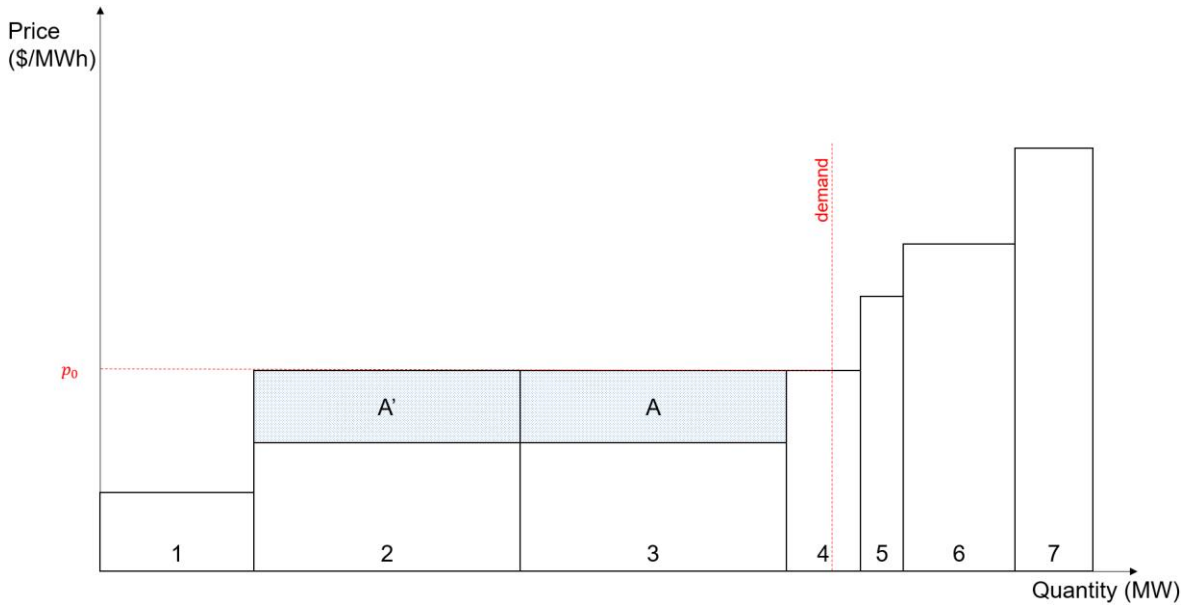 Price
($/MWh)
demand
p₀
A'
A
1
2
3
4
5
6
7
Quantity (MW)